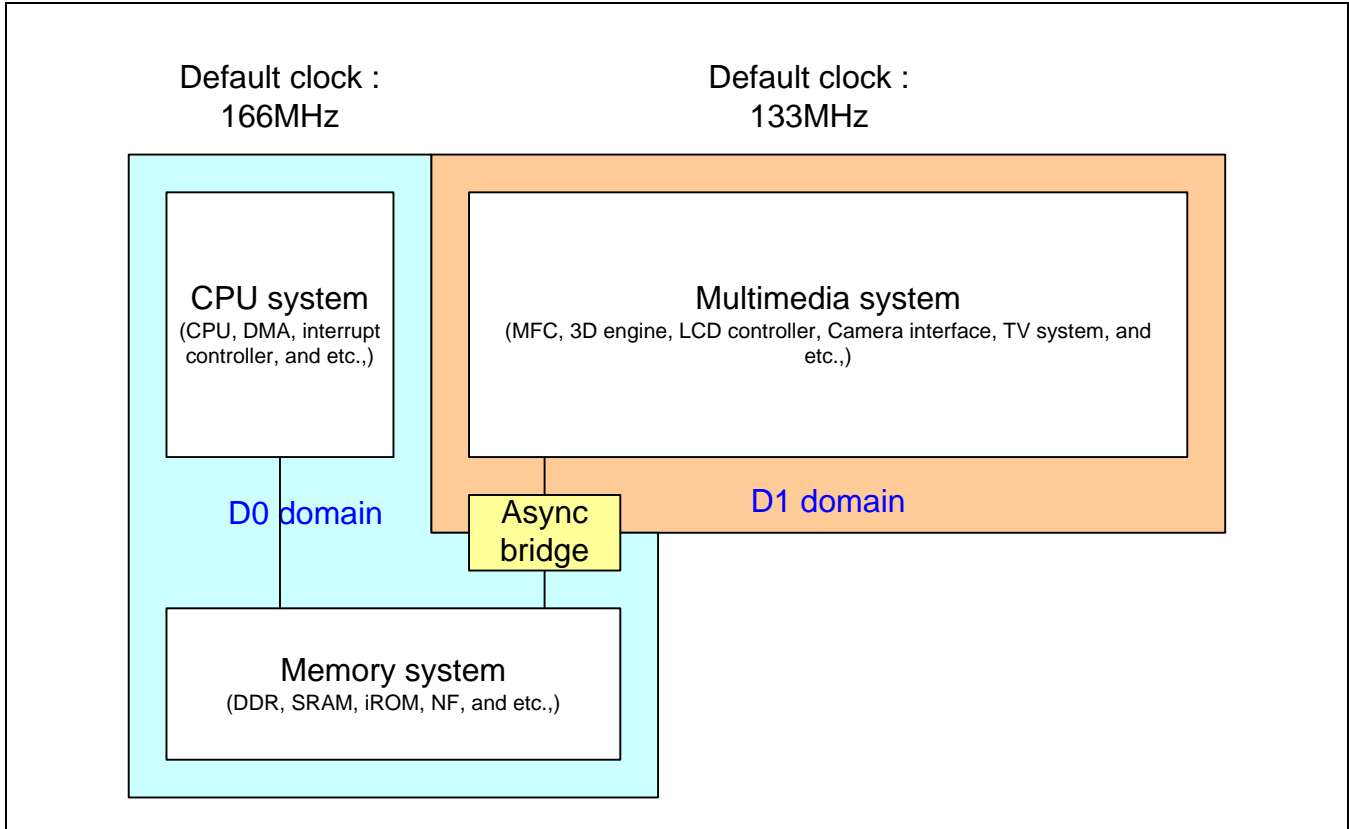 Default clock :
166MHz
Default clock :
133MHz
CPU system
(CPU, DMA, interrupt
controller, and etc.,)
Multimedia system
(MFC, 3D engine, LCD controller, Camera interface, TV system, and
etc.,)
D0 domain
Async
bridge
D1 domain
Memory system
(DDR, SRAM, iROM, NF, and etc.,)